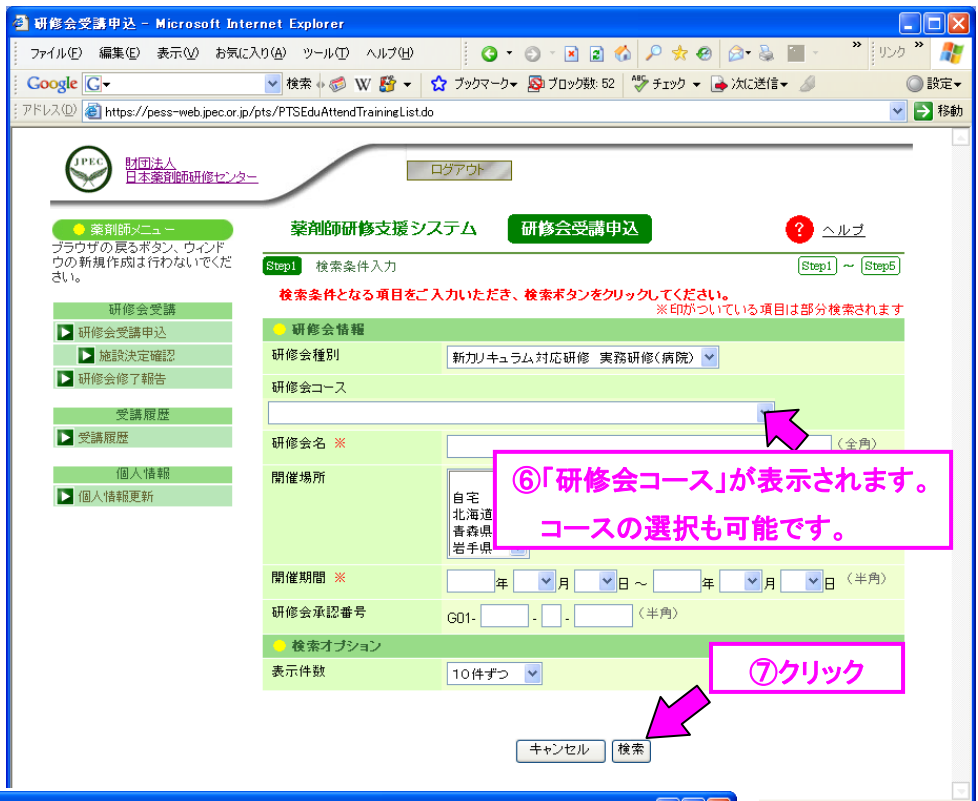 研修会受講申込 - Microsoft Internet Explorer
ファイル(F) 編集(E) 表示(V) お気に入り(A) ツール(T) ヘルプ(H) » リンク »
Google G 検索 W ブックマーク ブロック数: 52 ABC チェック 次に送信 設定
アドレス(D) https://pess-web.jpec.or.jp/pts/PTSEduAttendTrainingList.do 移動
JPEC
財団法人
日本薬剤師研修センター
ログアウト
薬剤師メニュー
ブラウザの戻るボタン、ウィンドウの新規作成は行わないでください。
研修会受講
研修会受講申込
施設決定確認
研修会修了報告
受講履歴
受講履歴
個人情報
個人情報更新
薬剤師研修支援システム 研修会受講申込 ? ヘルプ
Step1 検索条件入力 Step1 ～ Step5
検索条件となる項目をご入力いただき、検索ボタンをクリックしてください。
※印がついている項目は部分検索されます
研修会情報
研修会種別 新カリキュラム対応研修 実務研修(病院)
研修会コース
研修会名 ※ (全角)
開催場所
自宅
北海道
青森県
岩手県
⑥「研修会コース」が表示されます。
コースの選択も可能です。
開催期間 ※ 年 月 日 ～ 年 月 日 (半角)
研修会承認番号 G01- - - (半角)
検索オプション
表示件数 10件ずつ
⑦クリック
キャンセル 検索